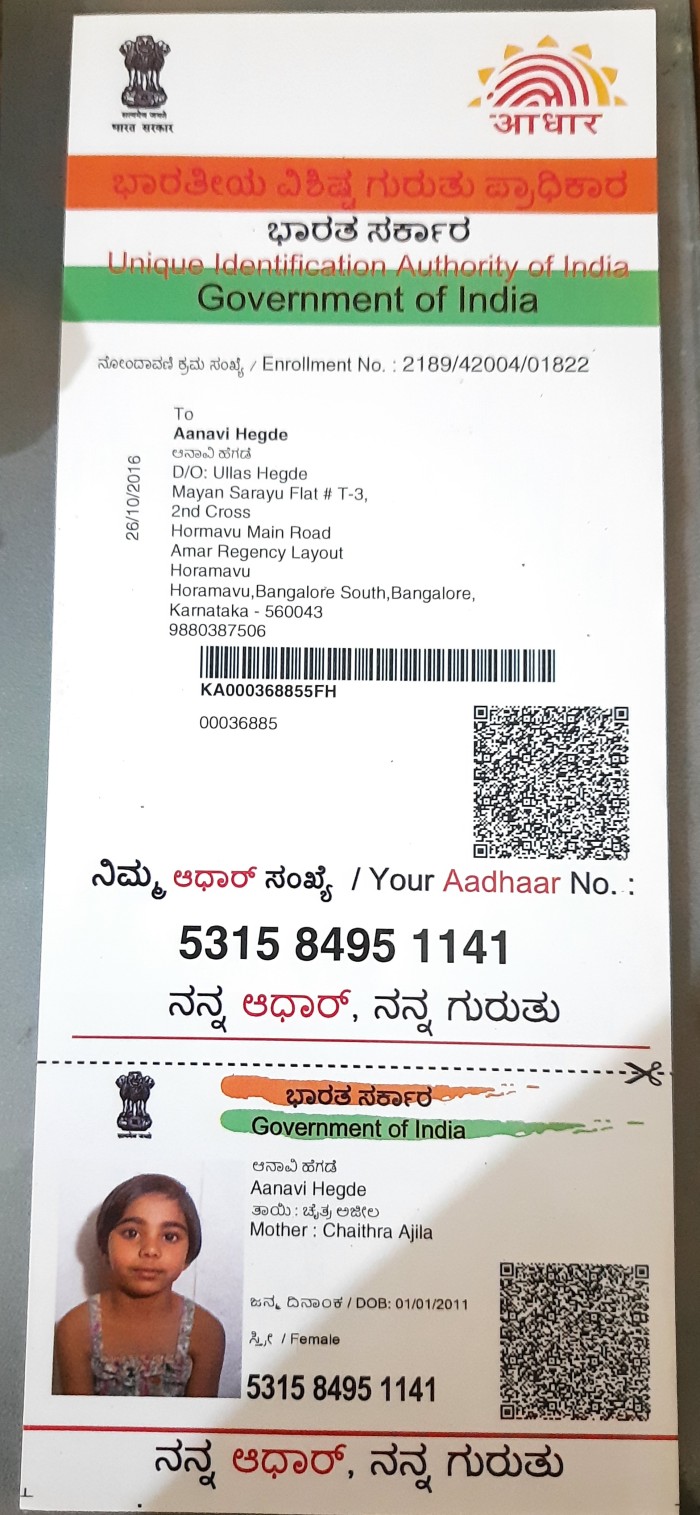 सत्यमेव जयते
भारत सरकार
आधार
ಭಾರತೀಯ ವಿಶಿಷ್ಟ ಗುರುತು ಪ್ರಾಧಿಕಾರ
ಭಾರತ ಸರ್ಕಾರ
Unique Identification Authority of India
Government of India
ನೋಂದಾವಣಿ ಕ್ರಮ ಸಂಖ್ಯೆ / Enrollment No. : 2189/42004/01822
26/10/2016
To
Aanavi Hegde
ಆನಾವಿ ಹೆಗಡೆ
D/O: Ullas Hegde
Mayan Sarayu Flat # T-3,
2nd Cross
Hormavu Main Road
Amar Regency Layout
Horamavu
Horamavu,Bangalore South,Bangalore,
Karnataka - 560043
9880387506
KA000368855FH
00036885
ನಿಮ್ಮ ಆಧಾರ್ ಸಂಖ್ಯೆ / Your Aadhaar No. :
5315 8495 1141
ನನ್ನ ಆಧಾರ್, ನನ್ನ ಗುರುತು
ಭಾರತ ಸರ್ಕಾರ
Government of India
ಆನಾವಿ ಹೆಗಡೆ
Aanavi Hegde
ತಾಯಿ : ಚೈತ್ರ ಅಜೀಲ
Mother : Chaithra Ajila
ಜನ್ಮ ದಿನಾಂಕ / DOB: 01/01/2011
ಸ್ತ್ರೀ / Female
5315 8495 1141
ನನ್ನ ಆಧಾರ್, ನನ್ನ ಗುರುತು